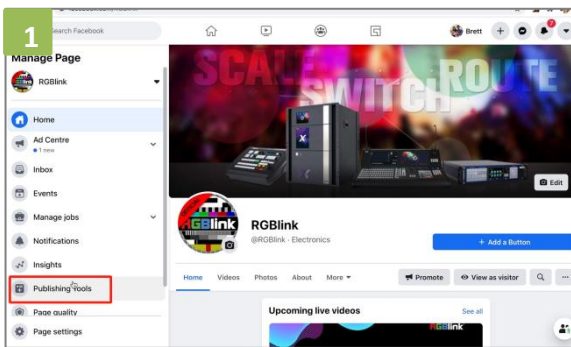 1
Search Facebook
Brett
7
Manage Page
RGBlink
Home
Ad Centre
1 new
Inbox
Events
Manage jobs
Notifications
Insights
Publishing Tools
Page quality
Page settings
SCALE
SWITCH
ROUTE
X
Edit
RGBlink
RGBlink
@RGBlink · Electronics
+ Add a Button
Home Videos Photos About More
Promote View as visitor
Upcoming live videos See all
RGBlink